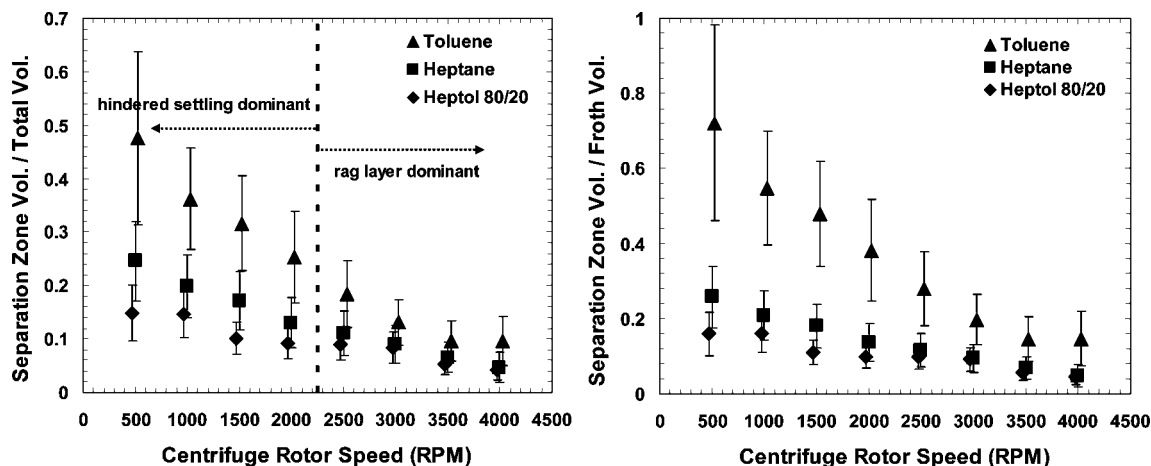 0.7
0.6
0.5
0.4
0.3
0.2
0.1
0
Separation Zone Vol. / Total Vol.
Toluene
Heptane
Heptol 80/20
hindered settling dominant
rag layer dominant
0 500 1000 1500 2000 2500 3000 3500 4000 4500
Centrifuge Rotor Speed (RPM)
1
0.8
0.6
0.4
0.2
0
Separation Zone Vol. / Froth Vol.
Toluene
Heptane
Heptol 80/20
0 500 1000 1500 2000 2500 3000 3500 4000 4500
Centrifuge Rotor Speed (RPM)